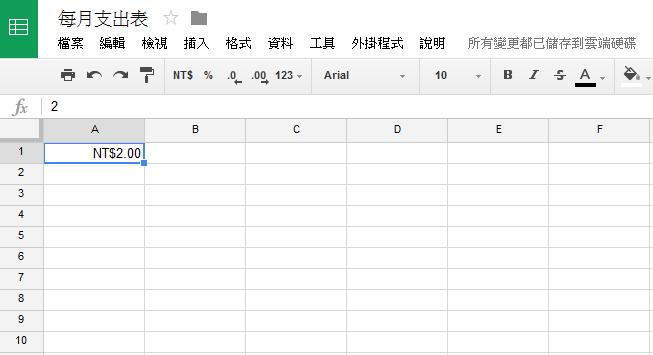 每月支出表
檔案 編輯 檢視 插入 格式 資料 工具 外掛程式 說明 所有變更都已儲存到雲端硬碟
NT$ % .0 .00 123 Arial 10 B I S A
fx 2
A B C D E F
1 NT$2.00
2
3
4
5
6
7
8
9
10